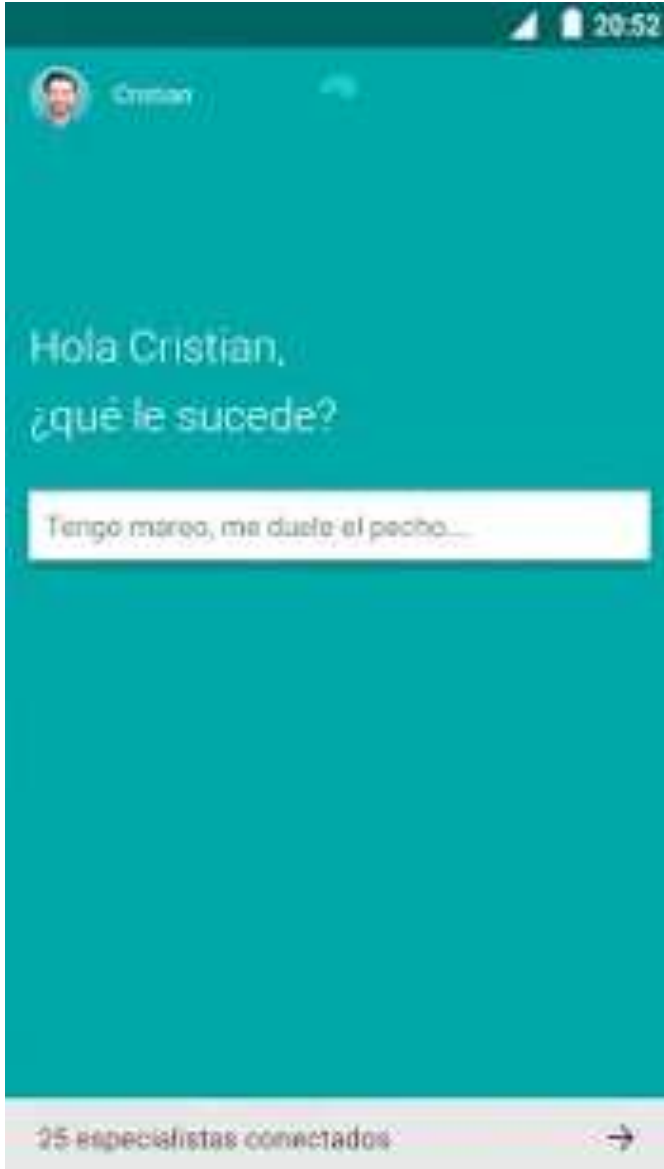 20:52
Cristian
Hola Cristian,
¿qué le sucede?
Tengo mareo, me duele el pecho...
25 especialistas conectados